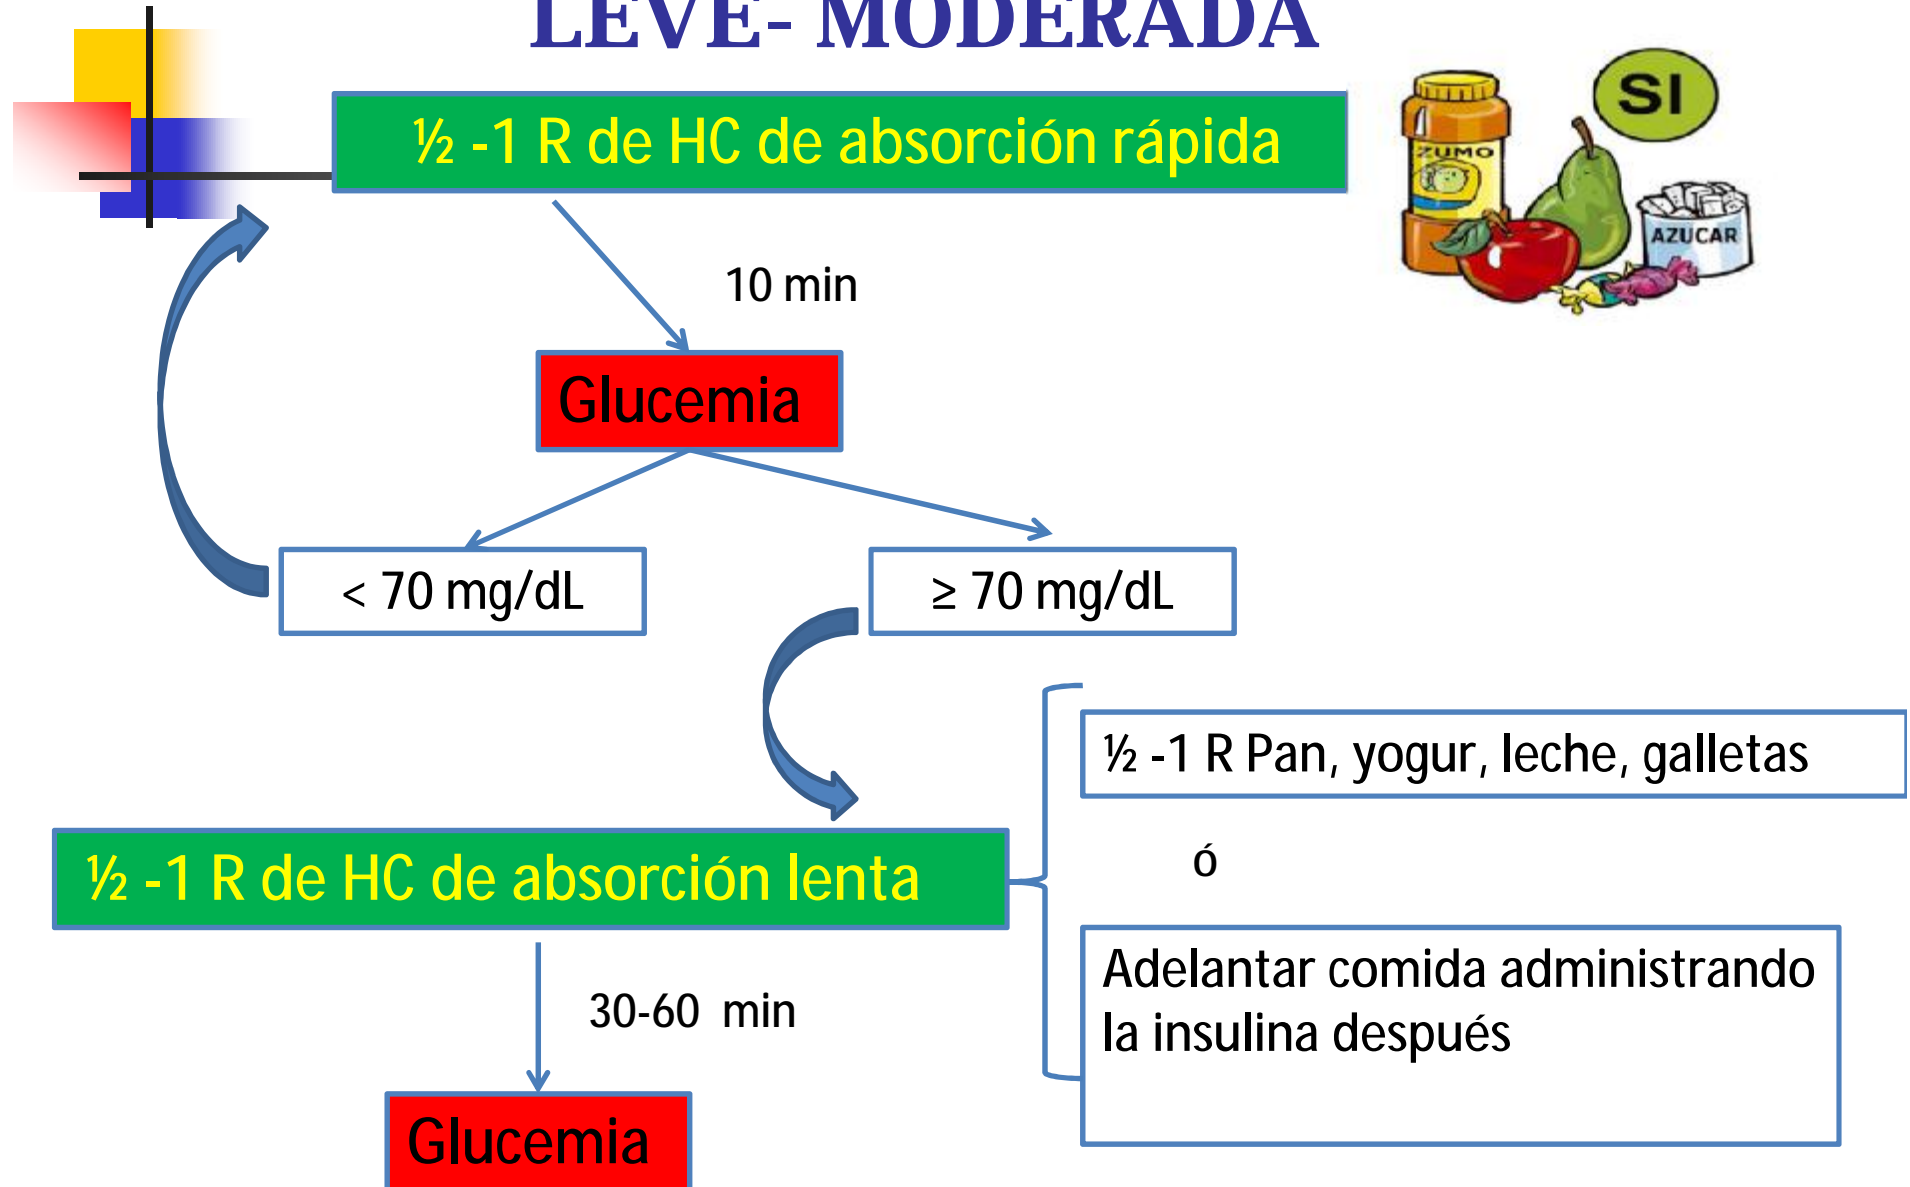 LEVE- MODERADA
½ -1 R de HC de absorción rápida
SI
ZUMO
AZUCAR
10 min
Glucemia
< 70 mg/dL
≥ 70 mg/dL
½ -1 R Pan, yogur, leche, galletas
ó
½ -1 R de HC de absorción lenta
Adelantar comida administrando
la insulina después
30-60 min
Glucemia